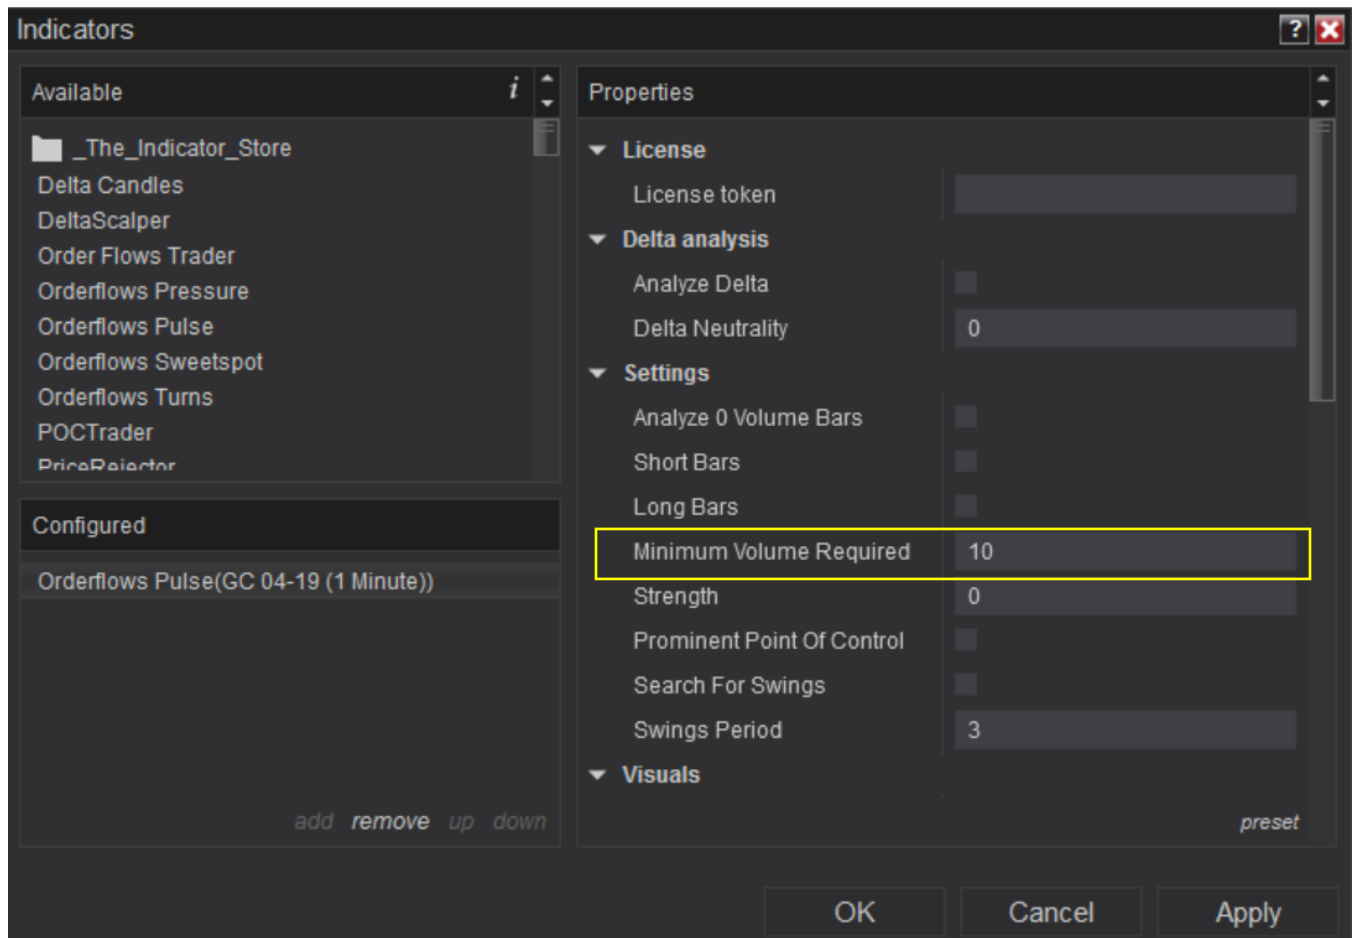 Indicators
?
Available
i
_The_Indicator_Store
Delta Candles
DeltaScalper
Order Flows Trader
Orderflows Pressure
Orderflows Pulse
Orderflows Sweetspot
Orderflows Turns
POCTrader
PriceRejector
Configured
Orderflows Pulse(GC 04-19 (1 Minute))
add remove up down
Properties
License
License token
Delta analysis
Analyze Delta
Delta Neutrality 0
Settings
Analyze 0 Volume Bars
Short Bars
Long Bars
Minimum Volume Required 10
Strength 0
Prominent Point Of Control
Search For Swings
Swings Period 3
Visuals
preset
OK Cancel Apply